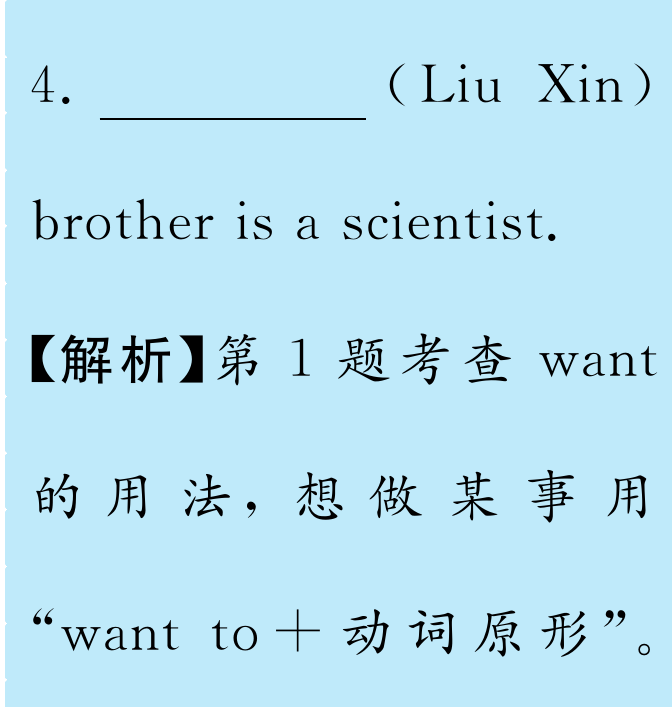 4. __________ (Liu Xin)
brother is a scientist.
【解析】第 1 题考查 want
的用法，想做某事用
“want to＋动词原形”。